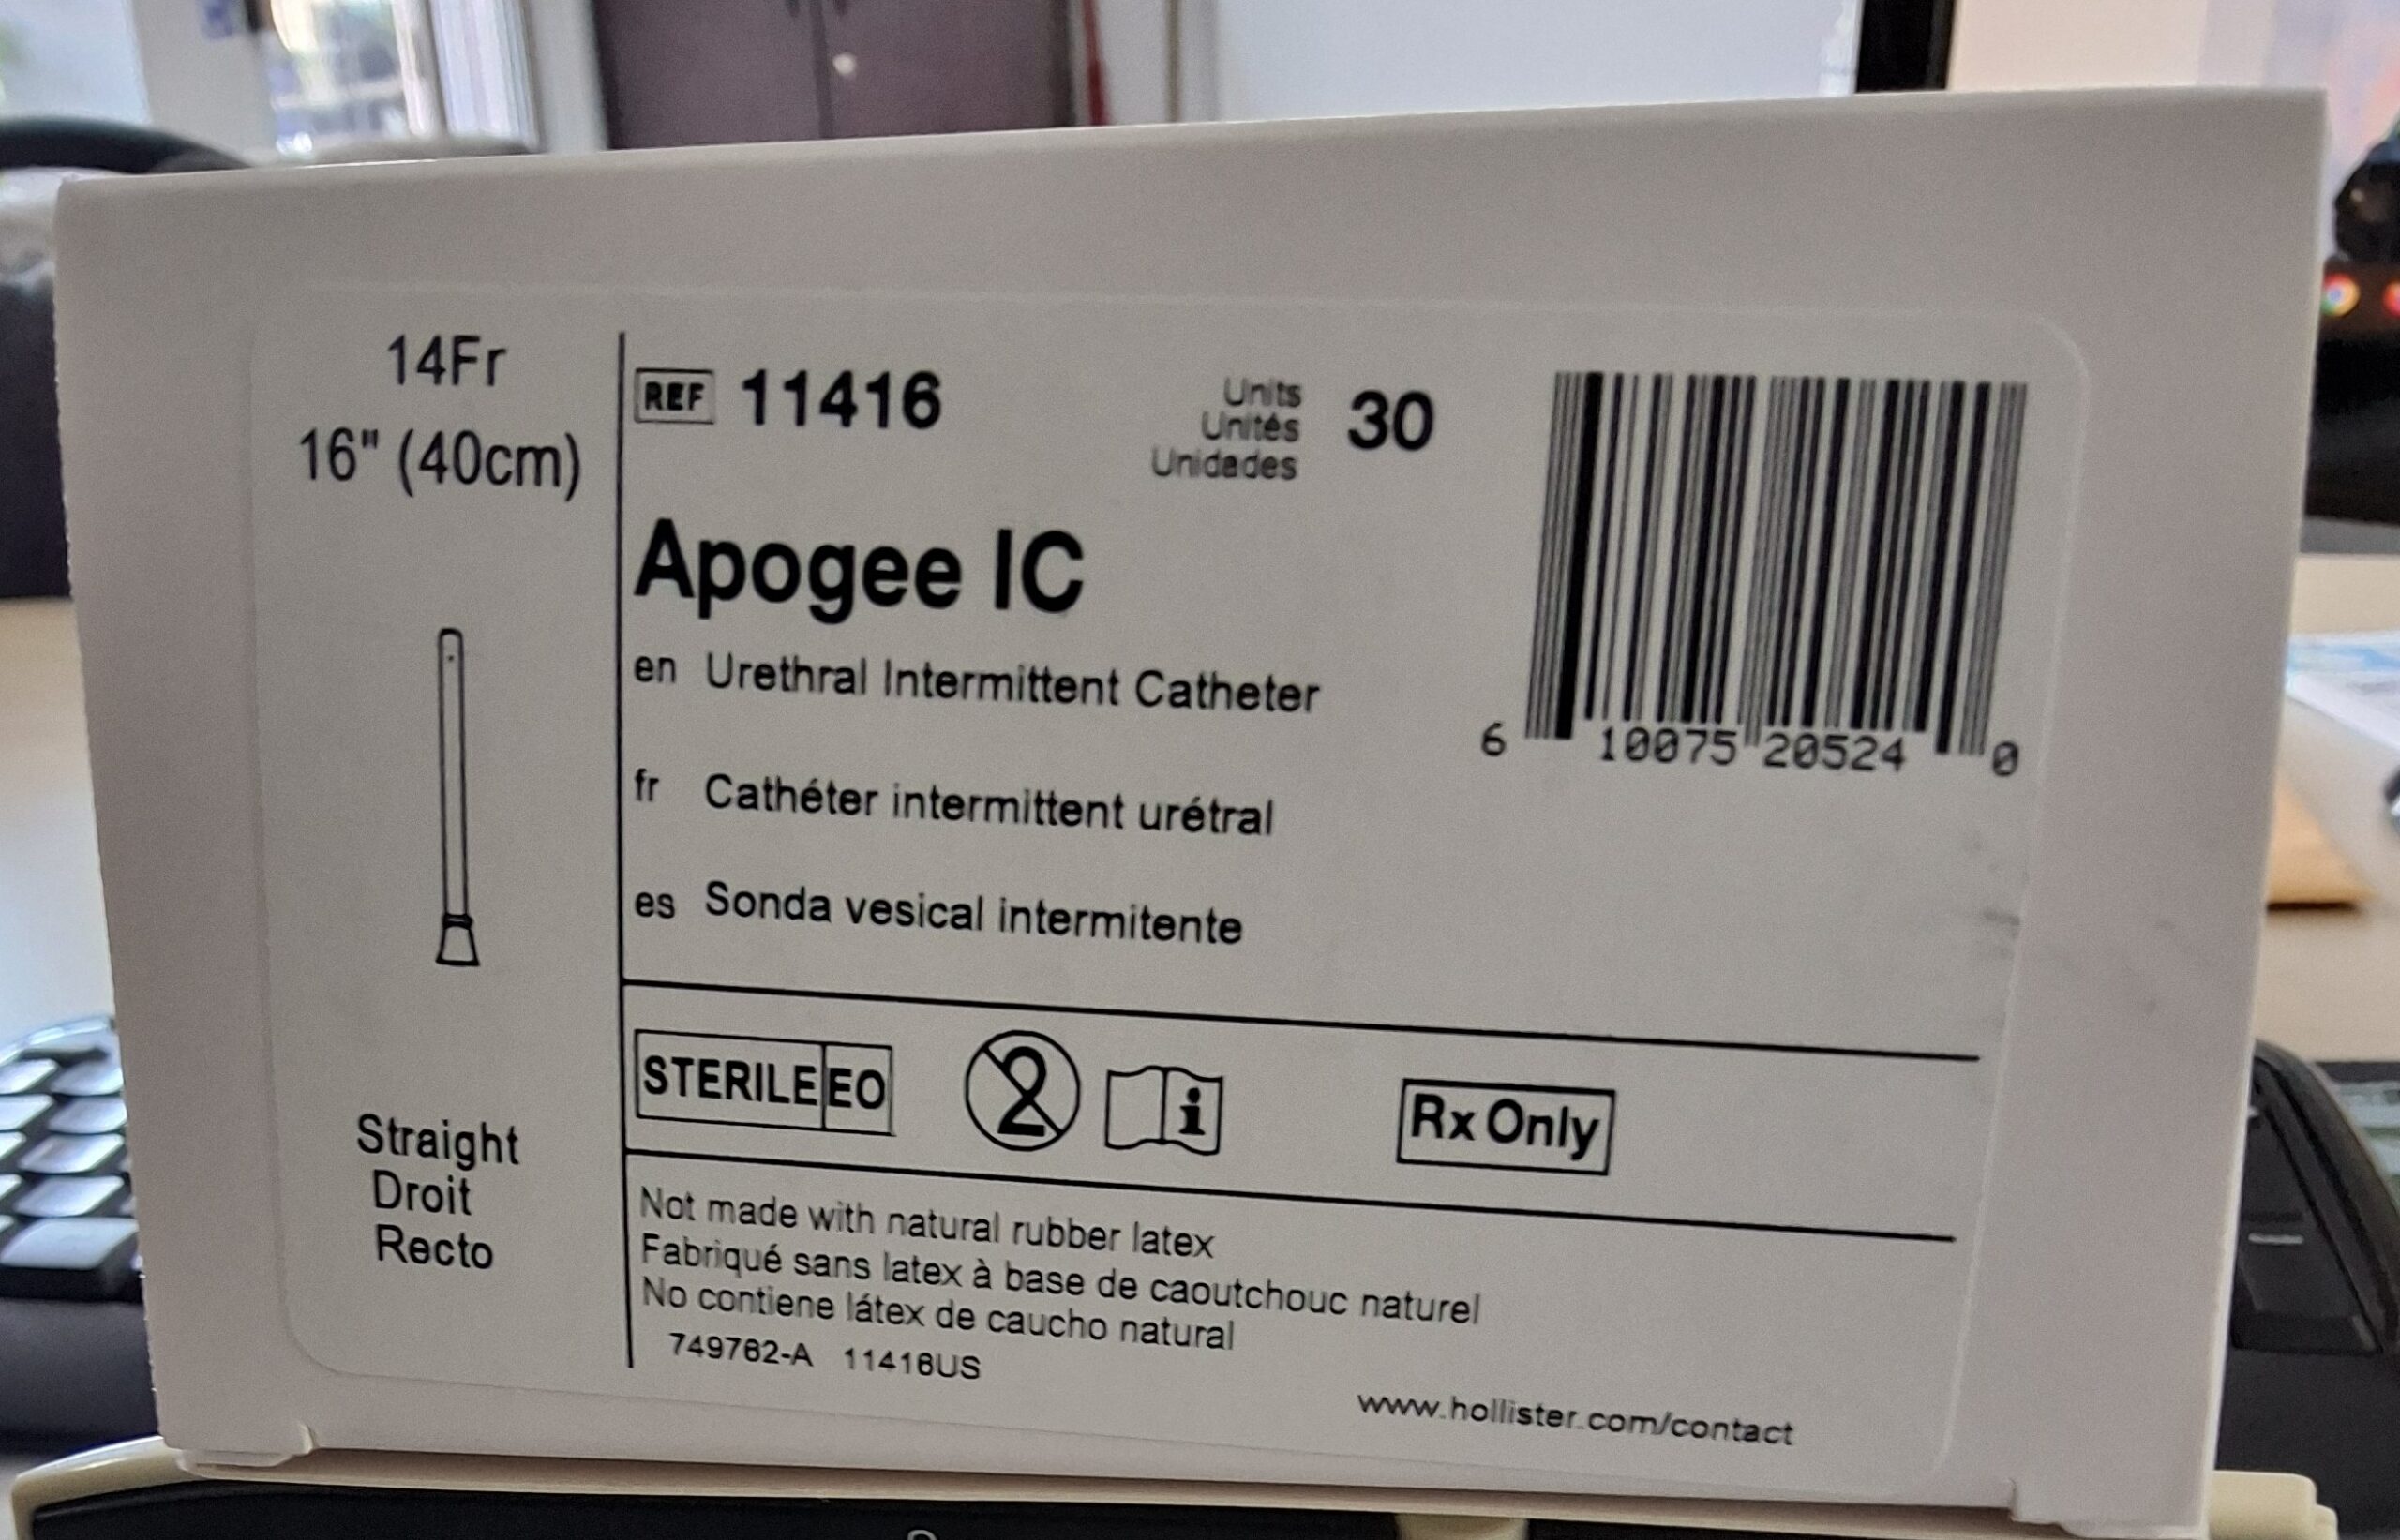 14Fr
16" (40cm)
Straight
Droit
Recto
REF 11416
Units
Unités
Unidades
30
6 10075 20524 0
Apogee IC
en Urethral Intermittent Catheter
fr Cathéter intermittent urétral
es Sonda vesical intermitente
STERILE EO
2
i
Rx Only
Not made with natural rubber latex
Fabriqué sans latex à base de caoutchouc naturel
No contiene látex de caucho natural
749762-A 11416US
www.hollister.com/contact